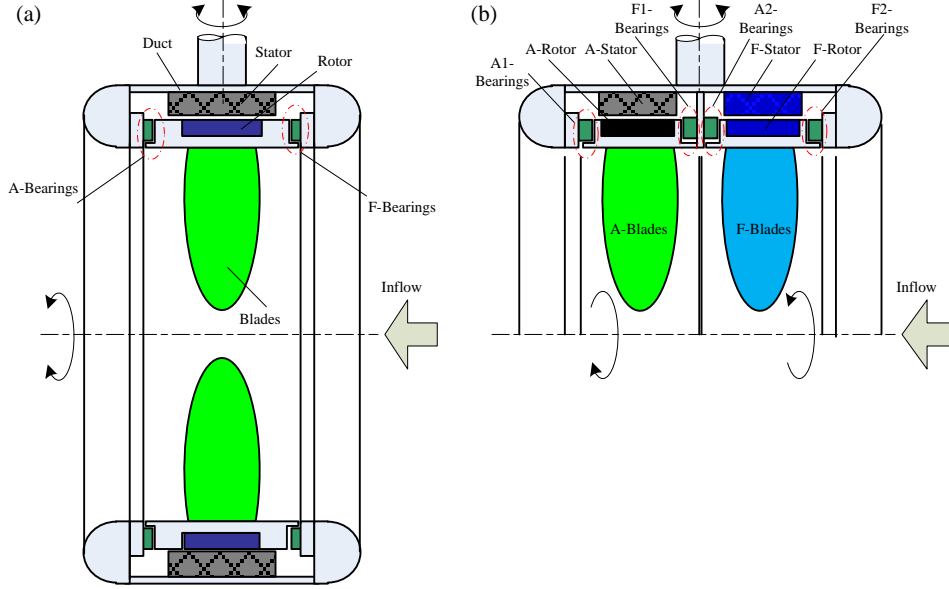 (a)
Duct
Stator
Rotor
A-Bearings
F-Bearings
Blades
Inflow
(b)
F1-
Bearings
A2-
Bearings
F2-
Bearings
A-Rotor
A-Stator
F-Stator
F-Rotor
A1-
Bearings
A-Blades
F-Blades
Inflow